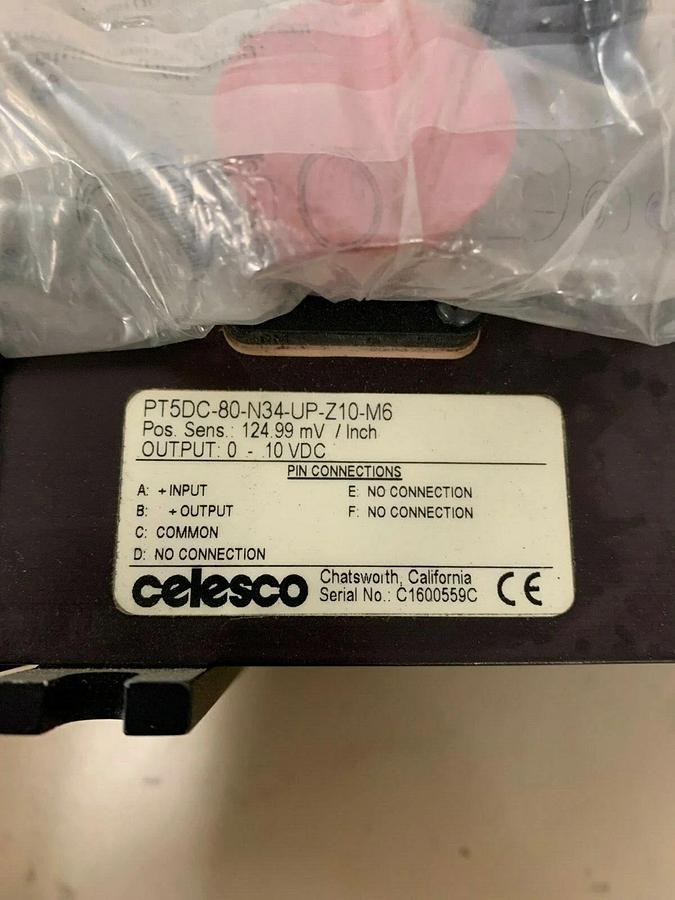 PT5DC-80-N34-UP-Z10-M6
Pos. Sens.: 124.99 mV / Inch
OUTPUT: 0 - 10 VDC
PIN CONNECTIONS
A: + INPUT
B: + OUTPUT
C: COMMON
D: NO CONNECTION
E: NO CONNECTION
F: NO CONNECTION
celesco
Chatsworth, California
Serial No.: C1600559C
CE